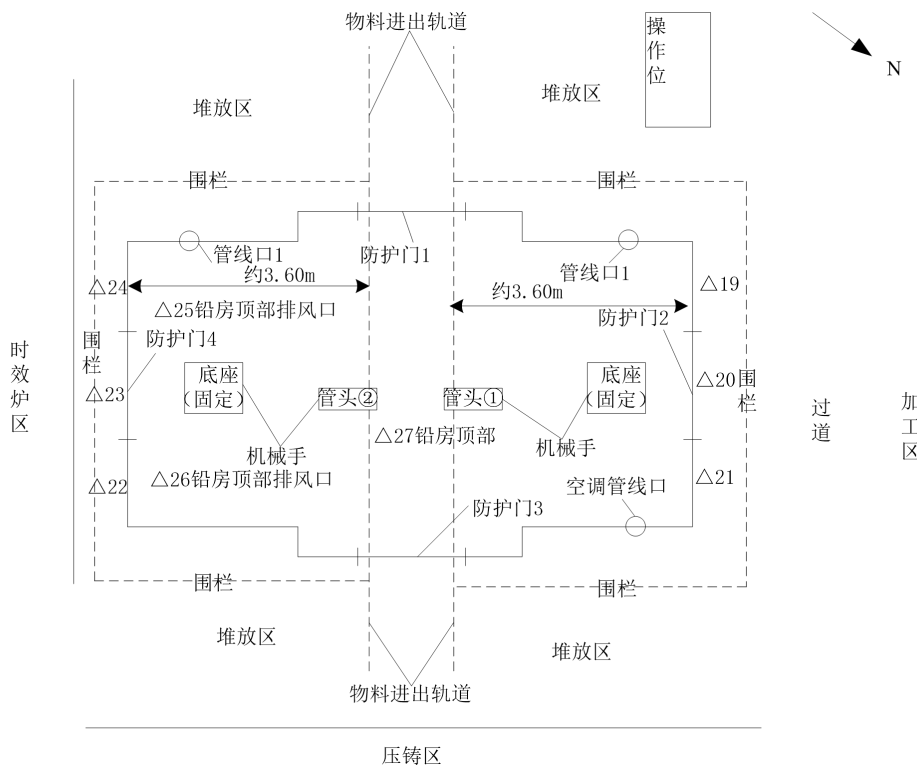 物料进出轨道
操作位
N
堆放区
堆放区
围栏
围栏
管线口1
防护门1
管线口1
约3.60m
约3.60m
△24
△19
△25铅房顶部排风口
防护门2
防护门4
时效炉区
围栏
底座
(固定)
管头②
管头①
底座
(固定)
△23
△20
围栏
过道
加工区
△27铅房顶部
机械手
机械手
△26铅房顶部排风口
△22
空调管线口
△21
防护门3
围栏
围栏
堆放区
堆放区
物料进出轨道
压铸区